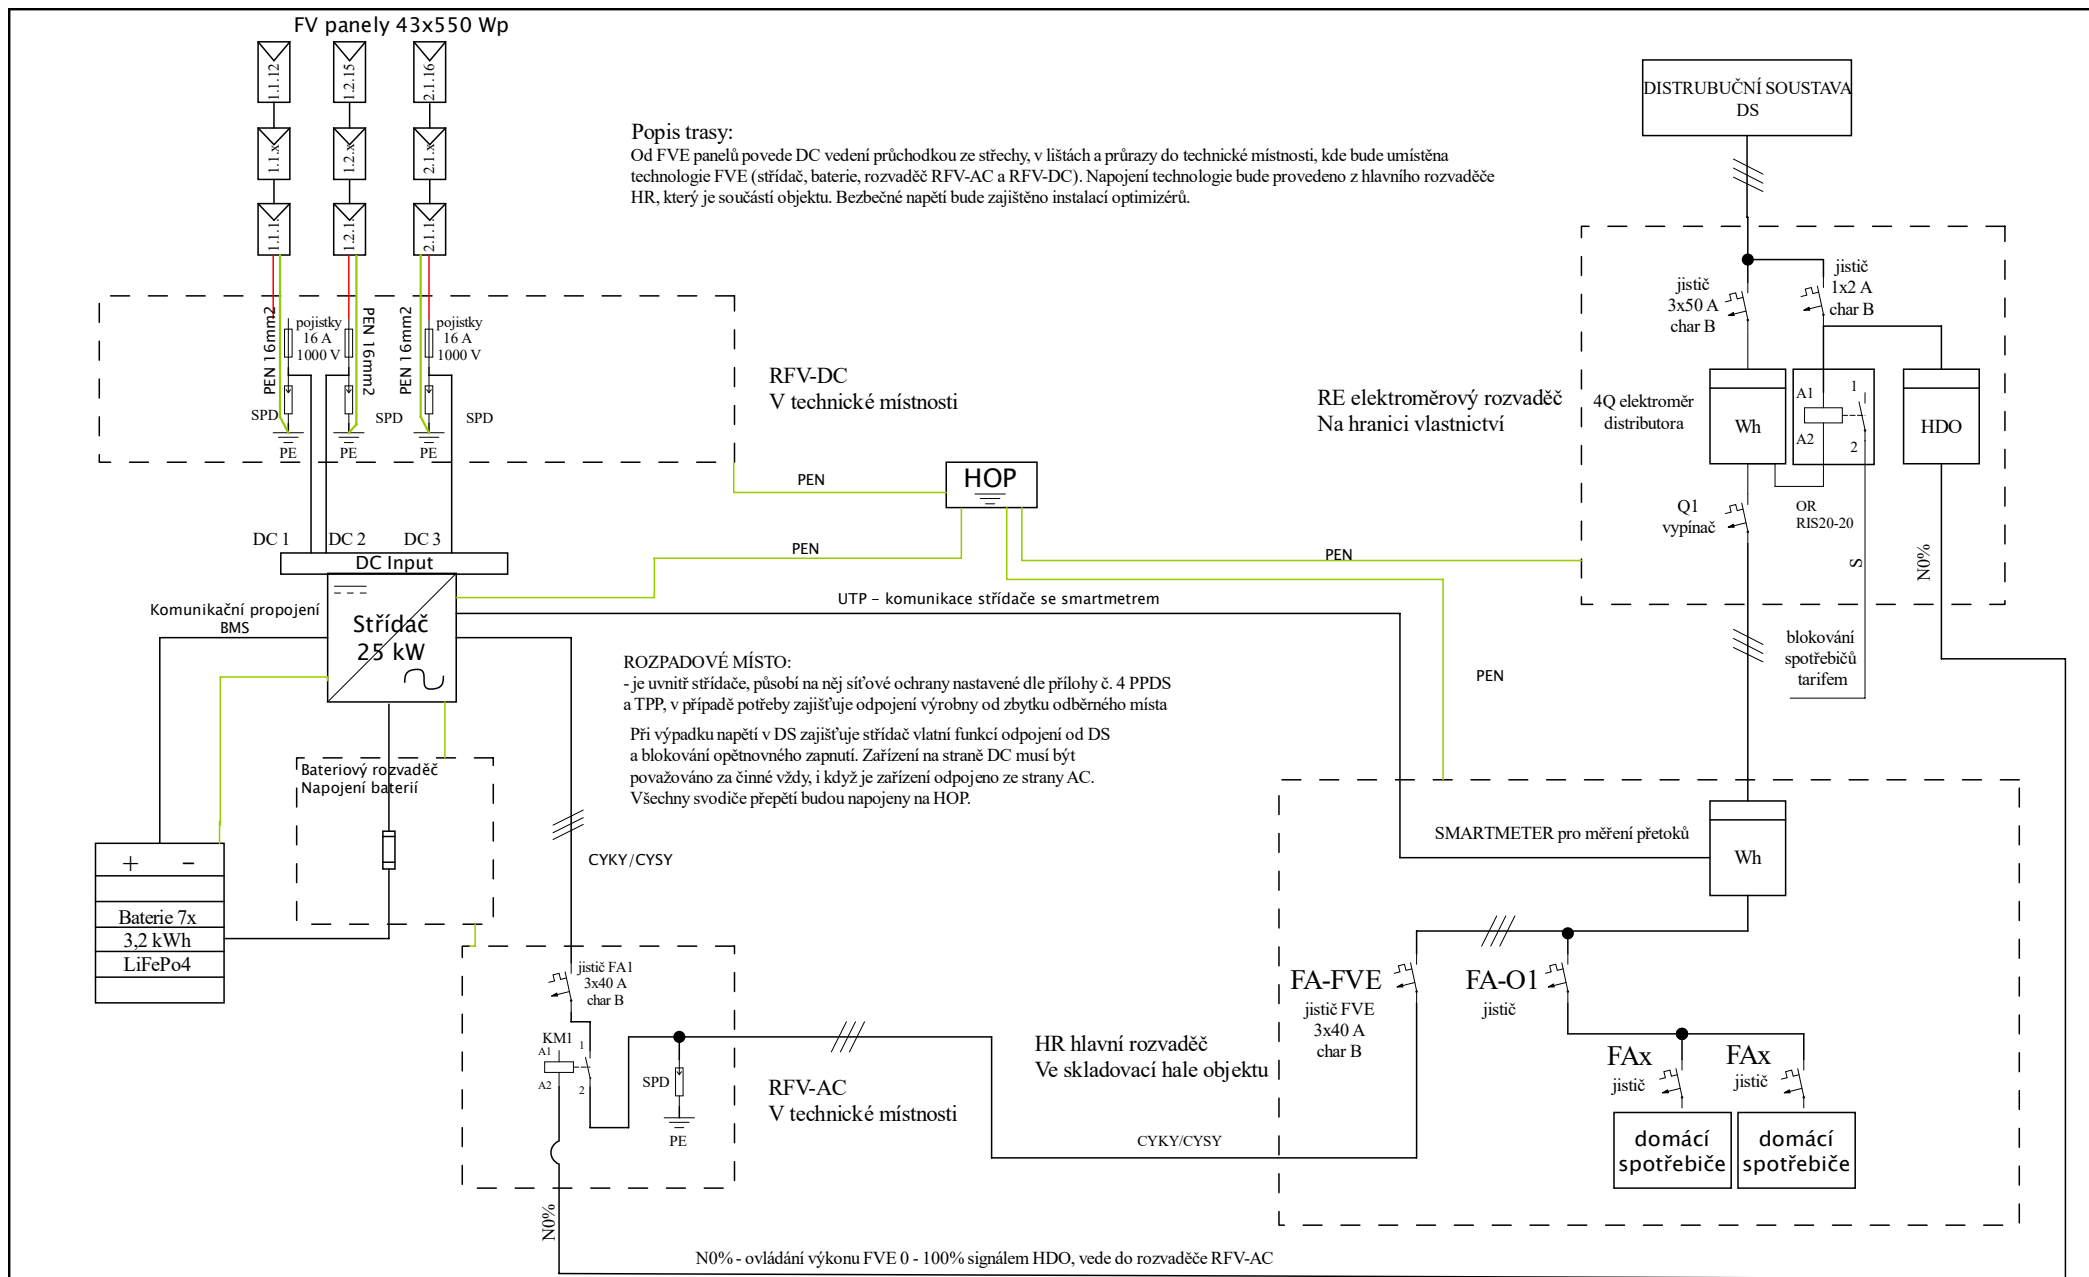 FV panely 43x550 Wp
1.1.12
1.2.15
2.1.16
1.1.x
1.2.x
2.1.x
1.1.1.
1.2.1.
2.1.1.
Popis trasy:
Od FVE panelů povede DC vedení průchodkou ze střechy, v lištách a průrazy do technické místnosti, kde bude umístěna
technologie FVE (střídač, baterie, rozvaděč RFV-AC a RFV-DC). Napojení technologie bude provedeno z hlavního rozvaděče
HR, který je součástí objektu. Bezbečné napětí bude zajištěno instalací optimizérů.
DISTRUBUČNÍ SOUSTAVA
DS
PEN 16mm2
pojistky
16 A
1000 V
PEN 16mm2
PEN 16mm2
pojistky
16 A
1000 V
SPD
SPD
SPD
PE
PE
PE
RFV-DC
V technické místnosti
jistič
3x50 A
char B
jistič
1x2 A
char B
RE elektroměrový rozvaděč
Na hranici vlastnictví
4Q elektroměr
distributora
Wh
A1
A2
1
2
HDO
Q1
vypínač
OR
RIS20-20
S
N0%
HOP
PEN
PEN
PEN
PEN
DC 1
DC 2
DC 3
DC Input
Střídač
25 kW
Komunikační propojení
BMS
UTP – komunikace střídače se smartmetrem
blokování
spotřebičů
tarifem
ROZPADOVÉ MÍSTO:
- je uvnitř střídače, působí na něj síťové ochrany nastavené dle přílohy č. 4 PPDS
a TPP, v případě potřeby zajišťuje odpojení výrobny od zbytku odběrného místa
Při výpadku napětí v DS zajišťuje střídač vlatní funkcí odpojení od DS
a blokování opětnovného zapnutí. Zařízení na straně DC musí být
považováno za činné vždy, i když je zařízení odpojeno ze strany AC.
Všechny svodiče přepětí budou napojeny na HOP.
Bateriový rozvaděč
Napojení baterií
+ –
Baterie 7x
3,2 kWh
LiFePo4
CYKY/CYSY
SMARTMETER pro měření přetoků
Wh
jistič FA1
3x40 A
char B
KM1
A1
A2
1
2
SPD
PE
RFV-AC
V technické místnosti
HR hlavní rozvaděč
Ve skladovací hale objektu
FA-FVE
jistič FVE
3x40 A
char B
FA-O1
jistič
FAx
jistič
FAx
jistič
domácí
spotřebiče
domácí
spotřebiče
CYKY/CYSY
N0%
N0% - ovládání výkonu FVE 0 - 100% signálem HDO, vede do rozvaděče RFV-AC